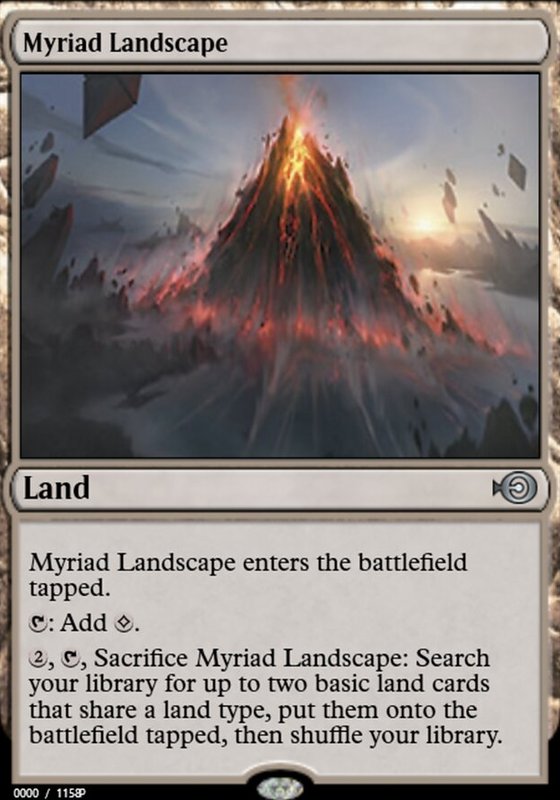 Myriad Landscape
Land
Myriad Landscape enters the battlefield
tapped.
: Add .
2, , Sacrifice Myriad Landscape: Search
your library for up to two basic land cards
that share a land type, put them onto the
battlefield tapped, then shuffle your library.
0000 / 1158P